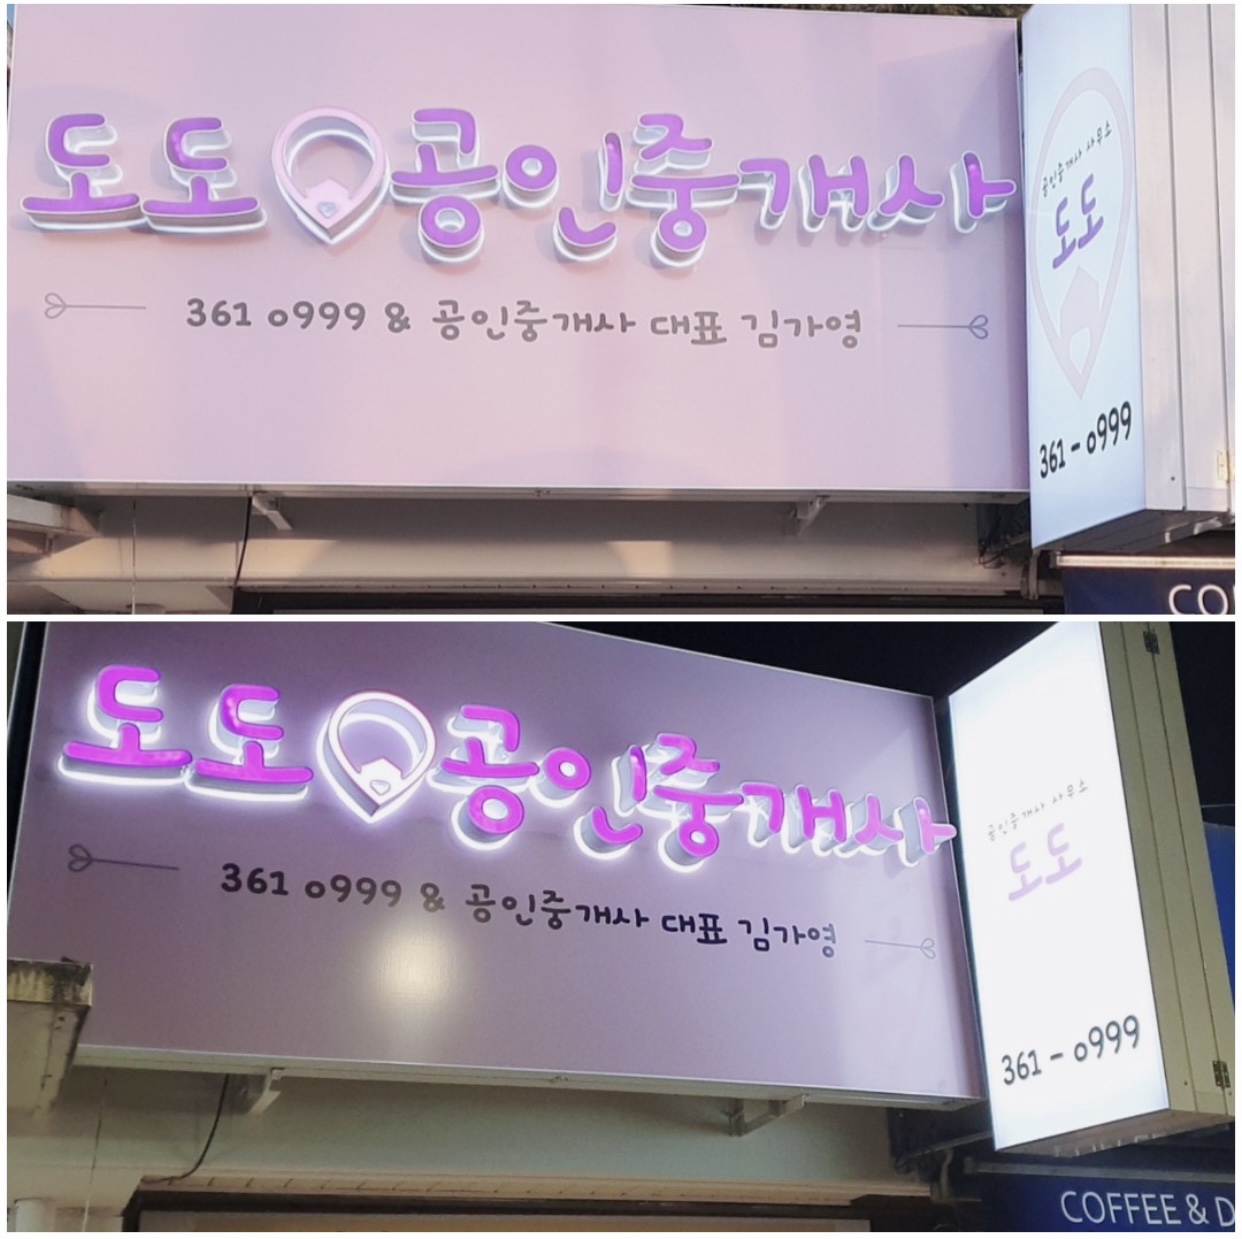 도도 공인중개사
361 0999 & 공인중개사 대표 김가영
공인중개사 사무소
도도
361-0999
CO
도도 공인중개사
361 0999 & 공인중개사 대표 김가영
공인중개사 사무소
도도
361-0999
COFFEE & D